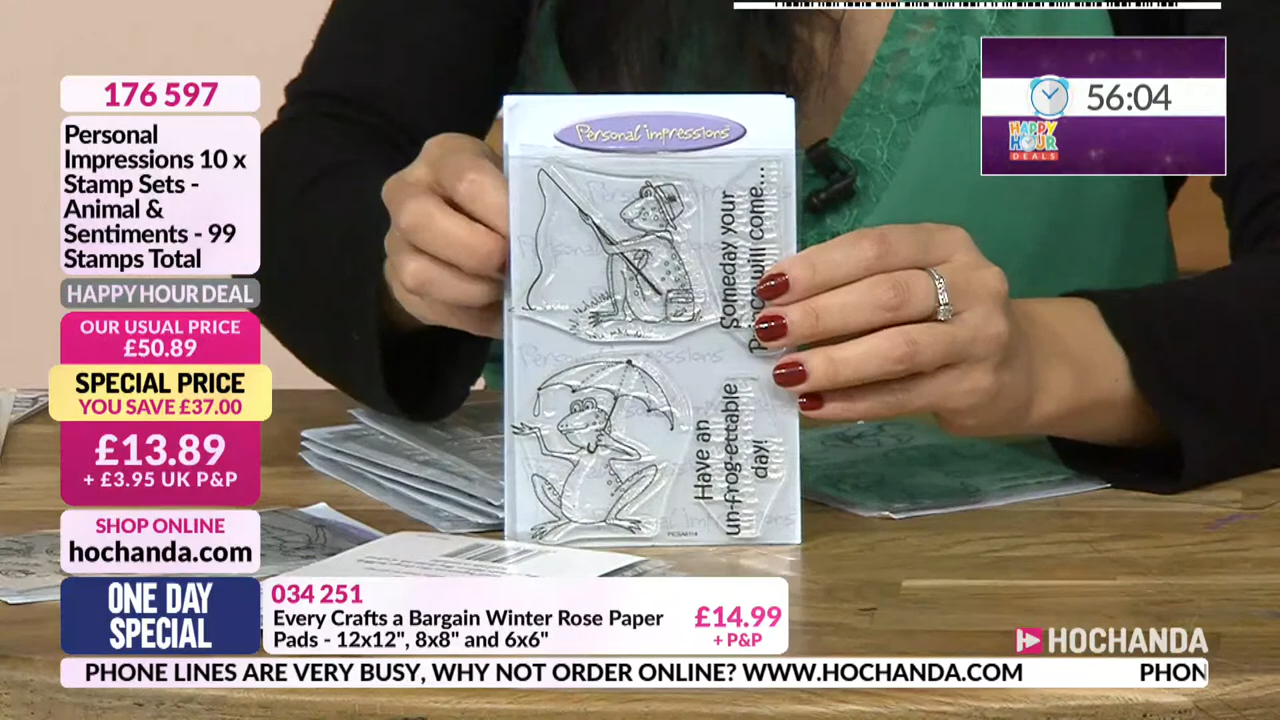 176 597
Personal
Impressions 10 x
Stamp Sets -
Animal &
Sentiments - 99
Stamps Total
HAPPY HOUR DEAL
OUR USUAL PRICE
£50.89
SPECIAL PRICE
YOU SAVE £37.00
£13.89
+ £3.95 UK P&P
SHOP ONLINE
hochanda.com
ONE DAY
SPECIAL
034 251
Every Crafts a Bargain Winter Rose Paper
Pads - 12x12", 8x8" and 6x6"
£14.99
+ P&P
PHONE LINES ARE VERY BUSY, WHY NOT ORDER ONLINE? WWW.HOCHANDA.COM
PHON
HOCHANDA
56:04
HAPPY
HOUR
DEALS
Personal impressions
Someday your
will come...
Have an
un-frog-ettable
day!